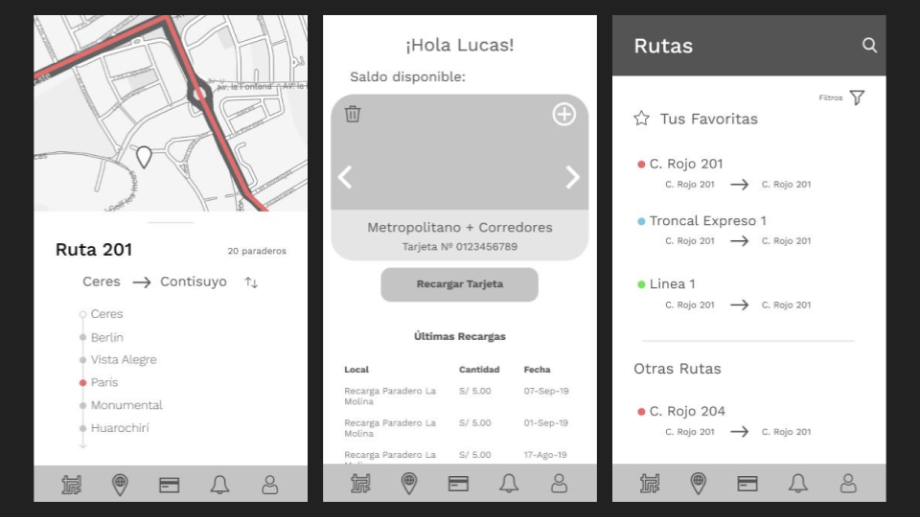 Av. la Fontana
Av. la
Ruta 201
20 paraderos
Ceres → Contisuyo ↑↓
Ceres
Berlin
Vista Alegre
París
Monumental
Huarochirí
¡Hola Lucas!
Saldo disponible:
Metropolitano + Corredores
Tarjeta Nº 0123456789
Recargar Tarjeta
Últimas Recargas
Local Cantidad Fecha
Recarga Paradero La S/ 5.00 07-Sep-19
Molina
Recarga Paradero La S/ 5.00 01-Sep-19
Molina
Recarga Paradero La S/ 5.00 17-Ago-19
Rutas
Filtros
Tus Favoritas
C. Rojo 201
C. Rojo 201 → C. Rojo 201
Troncal Expreso 1
C. Rojo 201 → C. Rojo 201
Linea 1
C. Rojo 201 → C. Rojo 201
Otras Rutas
C. Rojo 204
C. Rojo 201 → C. Rojo 201